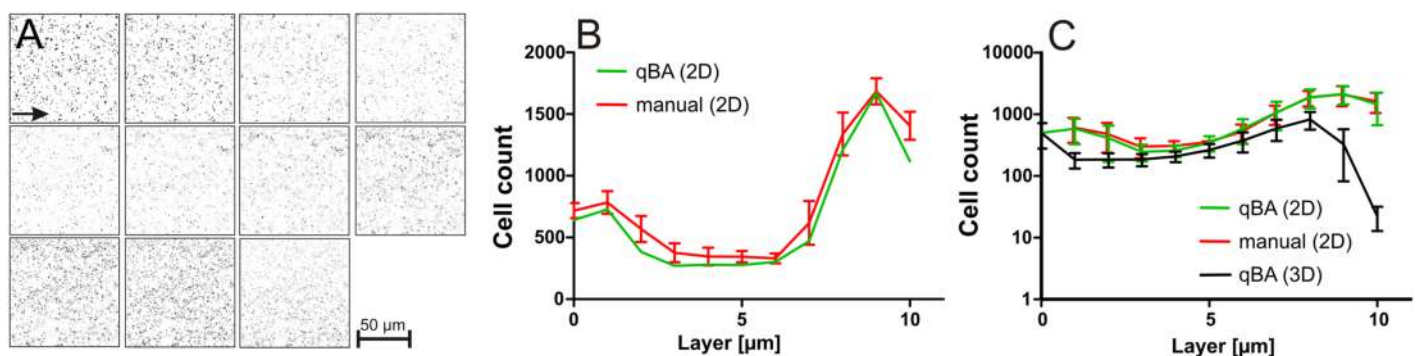 A
50 µm
B
2000
1500
1000
500
0
Cell count
qBA (2D)
manual (2D)
0 5 10
Layer [µm]
C
10000
1000
100
10
1
Cell count
qBA (2D)
manual (2D)
qBA (3D)
0 5 10
Layer [µm]